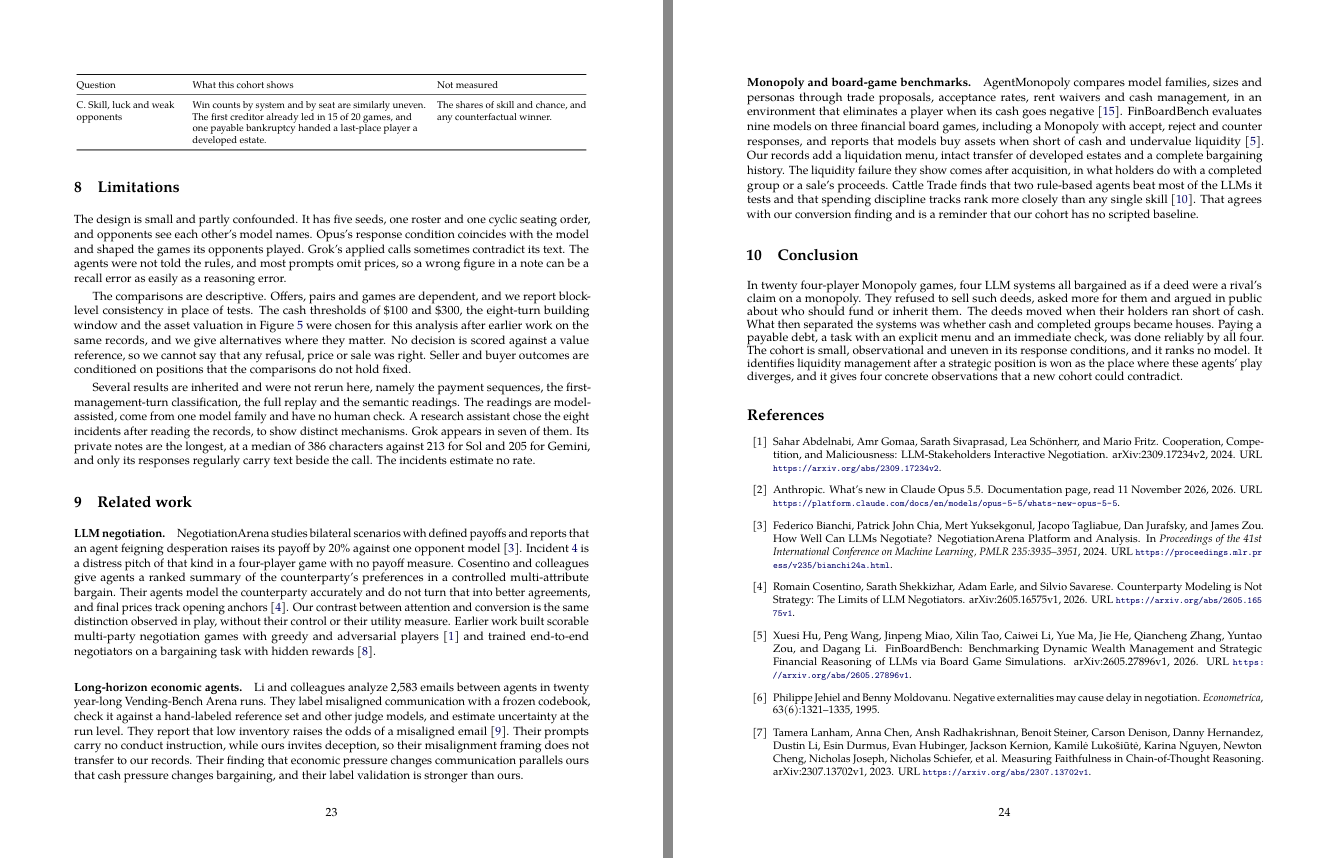 Question What this cohort shows Not measured
C. Skill, luck and weak Win counts by system and by seat are similarly uneven. The shares of skill and chance, and
opponents The first creditor already led in 15 of 20 games, and any counterfactual winner.
one payable bankruptcy handed a last-place player a
developed estate.
8 Limitations
The design is small and partly confounded. It has five seeds, one roster and one cyclic seating order,
and opponents see each other's model names. Opus's response condition coincides with the model
and shaped the games its opponents played. Grok's applied calls sometimes contradict its text. The
agents were not told the rules, and most prompts omit prices, so a wrong figure in a note can be a
recall error as easily as a reasoning error.
The comparisons are descriptive. Offers, pairs and games are dependent, and we report block-
level consistency in place of tests. The cash thresholds of $100 and $300, the eight-turn building
window and the asset valuation in Figure 5 were chosen for this analysis after earlier work on the
same records, and we give alternatives where they matter. No decision is scored against a value
reference, so we cannot say that any refusal, price or sale was right. Seller and buyer outcomes are
conditioned on positions that the comparisons do not hold fixed.
Several results are inherited and were not rerun here, namely the payment sequences, the first-
management-turn classification, the full replay and the semantic readings. The readings are model-
assisted, come from one model family and have no human check. A research assistant chose the eight
incidents after reading the records, to show distinct mechanisms. Grok appears in seven of them. Its
private notes are the longest, at a median of 386 characters against 213 for Sol and 205 for Gemini,
and only its responses regularly carry text beside the call. The incidents estimate no rate.
9 Related work
LLM negotiation. NegotiationArena studies bilateral scenarios with defined payoffs and reports that
an agent feigning desperation raises its payoff by 20% against one opponent model [3]. Incident 4 is
a distress pitch of that kind in a four-player game with no payoff measure. Cosentino and colleagues
give agents a ranked summary of the counterparty's preferences in a controlled multi-attribute
bargain. Their agents model the counterparty accurately and do not turn that into better agreements,
and final prices track opening anchors [4]. Our contrast between attention and conversion is the same
distinction observed in play, without their control or their utility measure. Earlier work built scorable
multi-party negotiation games with greedy and adversarial players [1] and trained end-to-end
negotiators on a bargaining task with hidden rewards [8].
Long-horizon economic agents. Li and colleagues analyze 2,583 emails between agents in twenty
year-long Vending-Bench Arena runs. They label misaligned communication with a frozen codebook,
check it against a hand-labeled reference set and other judge models, and estimate uncertainty at the
run level. They report that low inventory raises the odds of a misaligned email [9]. Their prompts
carry no conduct instruction, while ours invites deception, so their misalignment framing does not
transfer to our records. Their finding that economic pressure changes communication parallels ours
that cash pressure changes bargaining, and their label validation is stronger than ours.
23
Monopoly and board-game benchmarks. AgentMonopoly compares model families, sizes and
personas through trade proposals, acceptance rates, rent waivers and cash management, in an
environment that eliminates a player when its cash goes negative [15]. FinBoardBench evaluates
nine models on three financial board games, including a Monopoly with accept, reject and counter
responses, and reports that models buy assets when short of cash and undervalue liquidity [5].
Our records add a liquidation menu, intact transfer of developed estates and a complete bargaining
history. The liquidity failure they show comes after acquisition, in what holders do with a completed
group or a sale's proceeds. Cattle Trade finds that two rule-based agents beat most of the LLMs it
tests and that spending discipline tracks rank more closely than any single skill [10]. That agrees
with our conversion finding and is a reminder that our cohort has no scripted baseline.
10 Conclusion
In twenty four-player Monopoly games, four LLM systems all bargained as if a deed were a rival's
claim on a monopoly. They refused to sell such deeds, asked more for them and argued in public
about who should fund or inherit them. The deeds moved when their holders ran short of cash.
What then separated the systems was whether cash and completed groups became houses. Paying a
payable debt, a task with an explicit menu and an immediate check, was done reliably by all four.
The cohort is small, observational and uneven in its response conditions, and it ranks no model. It
identifies liquidity management after a strategic position is won as the place where these agents' play
diverges, and it gives four concrete observations that a new cohort could contradict.
References
[1] Sahar Abdelnabi, Amr Gomaa, Sarath Sivaprasad, Lea Schönherr, and Mario Fritz. Cooperation, Compe-
tition, and Maliciousness: LLM-Stakeholders Interactive Negotiation. arXiv:2309.17234v2, 2024. URL
https://arxiv.org/abs/2309.17234v2.
[2] Anthropic. What's new in Claude Opus 5.5. Documentation page, read 11 November 2026, 2026. URL
https://platform.claude.com/docs/en/models/opus-5-5/whats-new-opus-5-5.
[3] Federico Bianchi, Patrick John Chia, Mert Yuksekgonul, Jacopo Tagliabue, Dan Jurafsky, and James Zou.
How Well Can LLMs Negotiate? NegotiationArena Platform and Analysis. In Proceedings of the 41st
International Conference on Machine Learning, PMLR 235:3935–3951, 2024. URL https://proceedings.mlr.pr
ess/v235/bianchi24a.html.
[4] Romain Cosentino, Sarath Shekkizhar, Adam Earle, and Silvio Savarese. Counterparty Modeling is Not
Strategy: The Limits of LLM Negotiators. arXiv:2605.16575v1, 2026. URL https://arxiv.org/abs/2605.165
75v1.
[5] Xuesi Hu, Peng Wang, Jinpeng Miao, Xilin Tao, Caiwei Li, Yue Ma, Jie He, Qiancheng Zhang, Yuntao
Zou, and Dagang Li. FinBoardBench: Benchmarking Dynamic Wealth Management and Strategic
Financial Reasoning of LLMs via Board Game Simulations. arXiv:2605.27896v1, 2026. URL https:
//arxiv.org/abs/2605.27896v1.
[6] Philippe Jehiel and Benny Moldovanu. Negative externalities may cause delay in negotiation. Econometrica,
63(6):1321–1335, 1995.
[7] Tamera Lanham, Anna Chen, Ansh Radhakrishnan, Benoit Steiner, Carson Denison, Danny Hernandez,
Dustin Li, Esin Durmus, Evan Hubinger, Jackson Kernion, Kamilė Lukošiūtė, Karina Nguyen, Newton
Cheng, Nicholas Joseph, Nicholas Schiefer, et al. Measuring Faithfulness in Chain-of-Thought Reasoning.
arXiv:2307.13702v1, 2023. URL https://arxiv.org/abs/2307.13702v1.
24